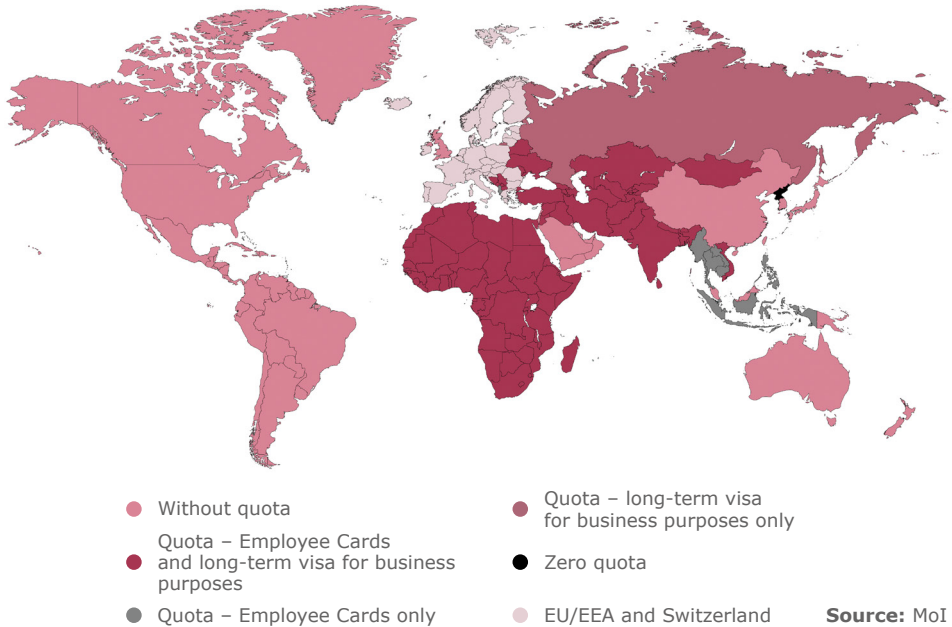 Without quota
Quota – Employee Cards
and long-term visa for business
purposes
Quota – Employee Cards only
Quota – long-term visa
for business purposes only
Zero quota
EU/EEA and Switzerland
Source: MoI